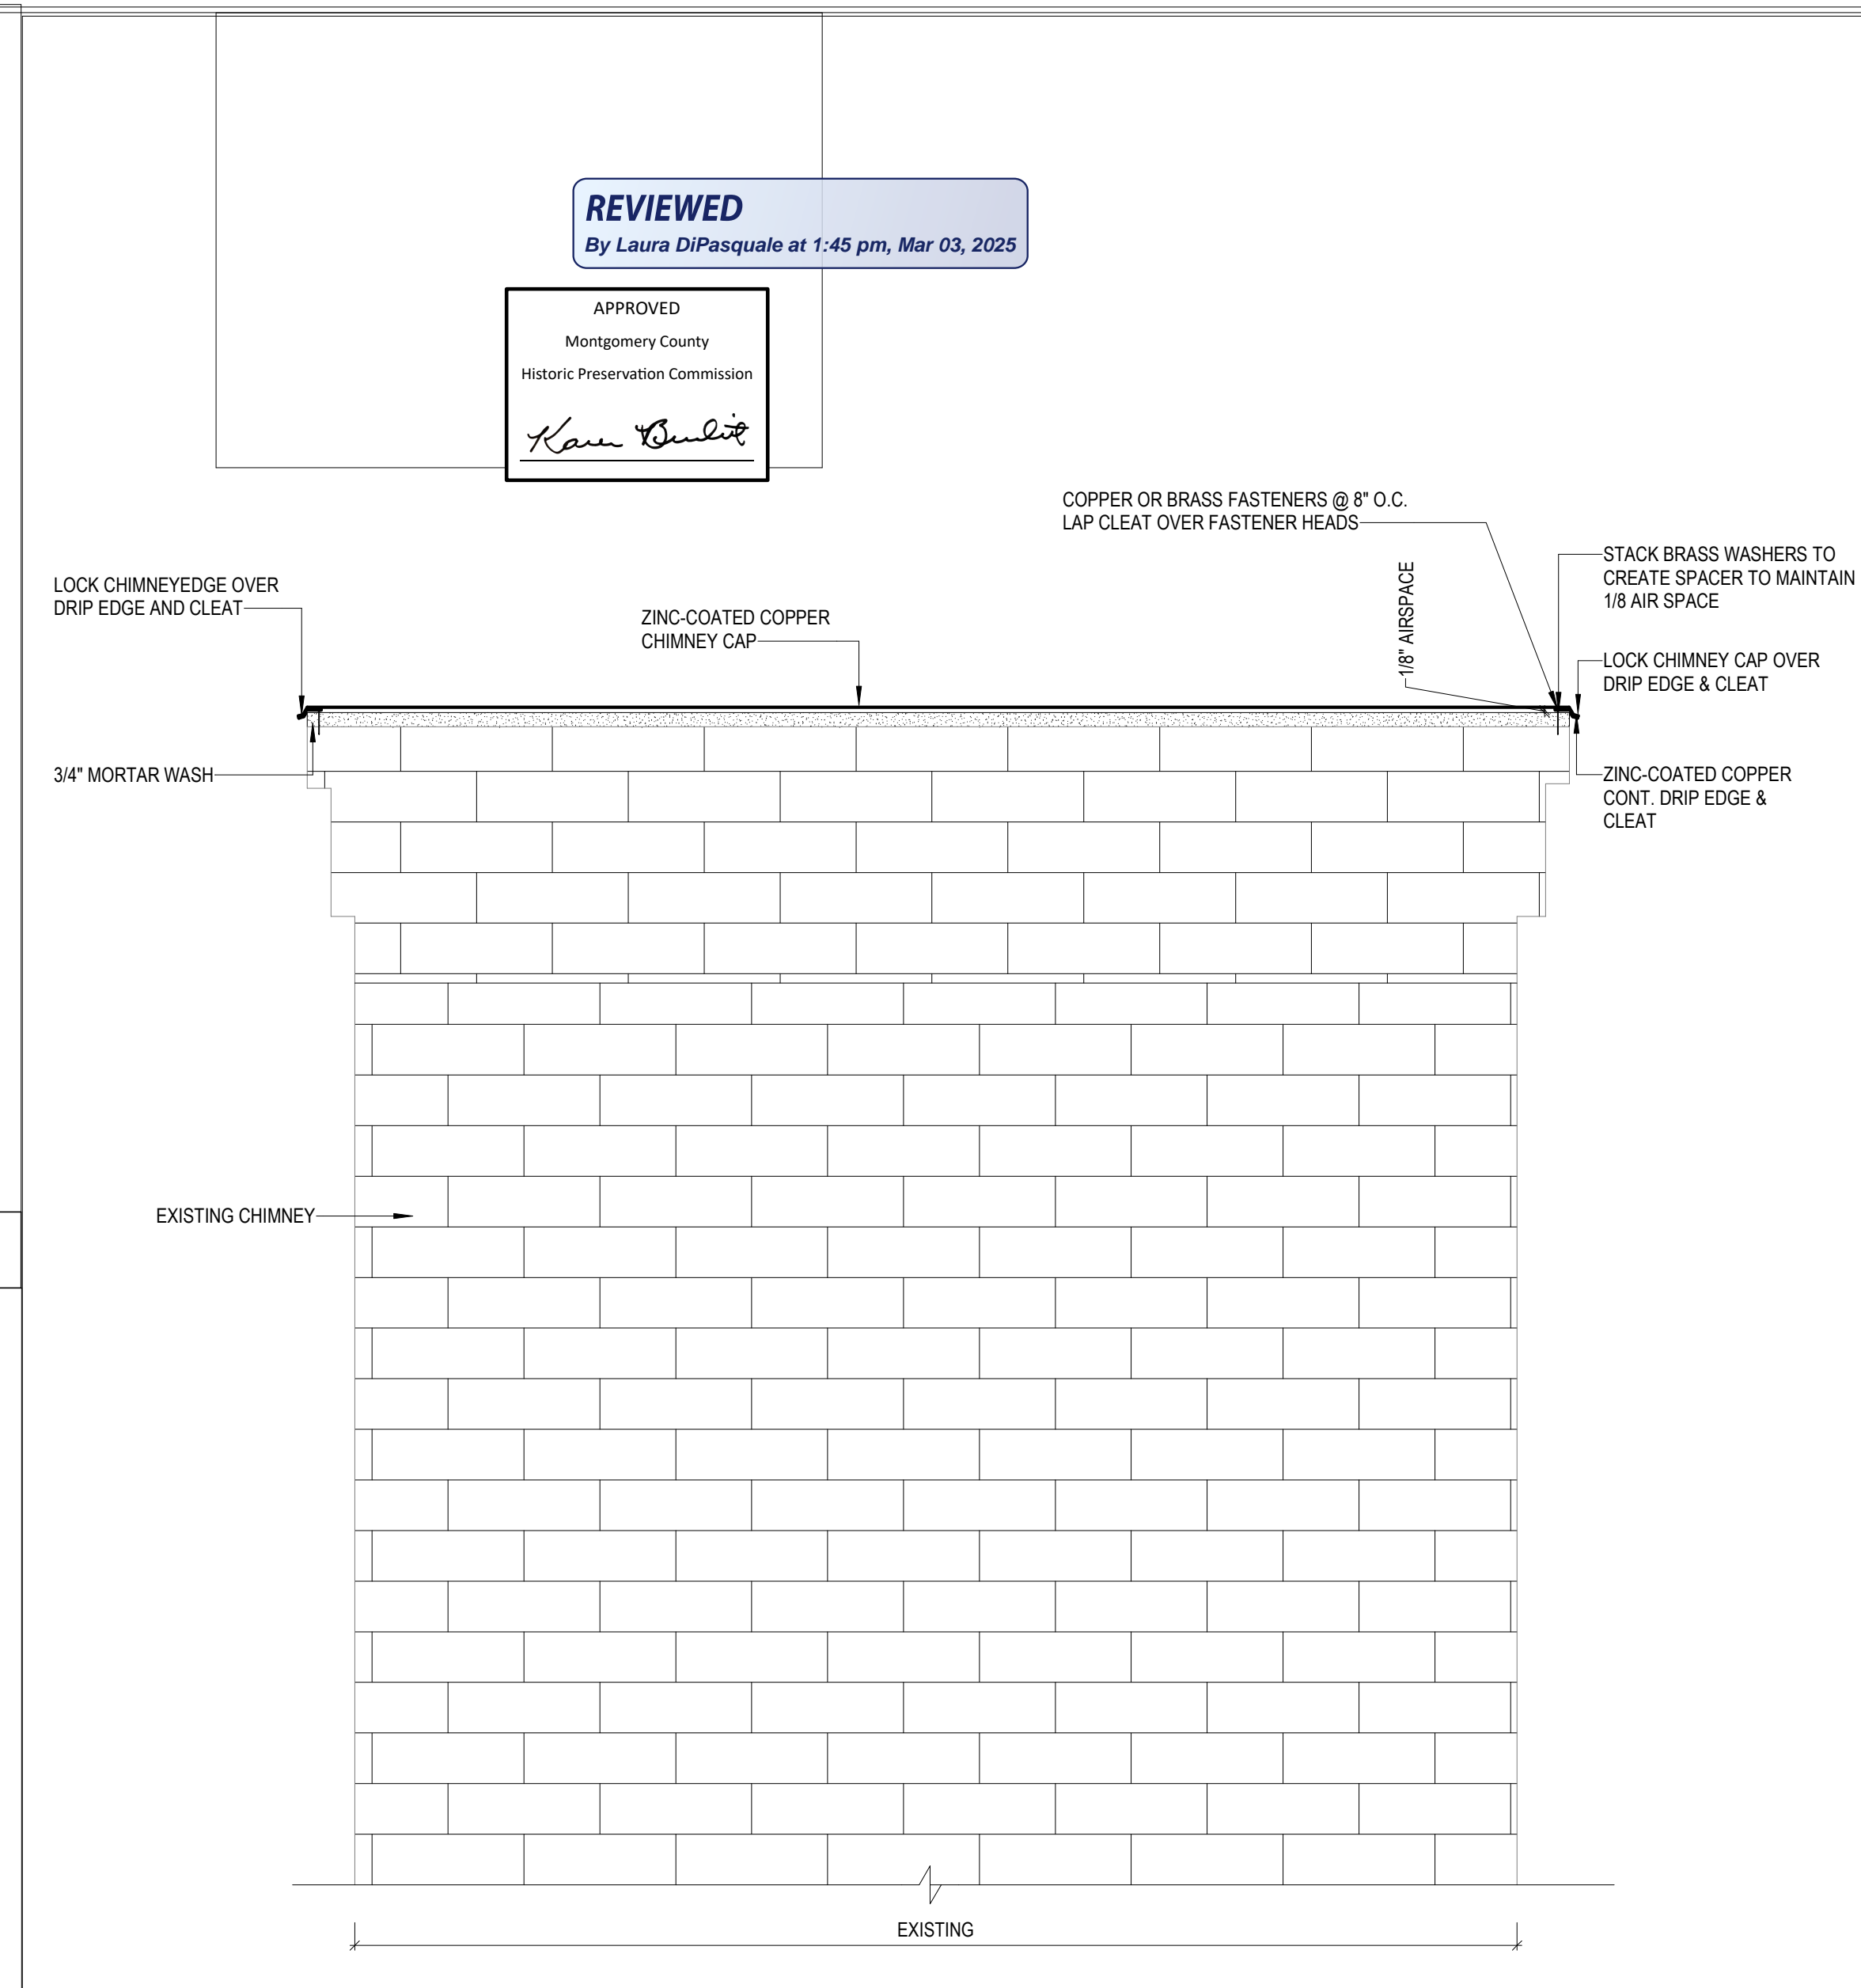 REVIEWED
By Laura DiPasquale at 1:45 pm, Mar 03, 2025
APPROVED
Montgomery County
Historic Preservation Commission
COPPER OR BRASS FASTENERS @ 8" O.C.
LAP CLEAT OVER FASTENER HEADS
STACK BRASS WASHERS TO
CREATE SPACER TO MAINTAIN
1/8 AIR SPACE
LOCK CHIMNEYEDGE OVER
DRIP EDGE AND CLEAT
ZINC-COATED COPPER
CHIMNEY CAP
1/8" AIRSPACE
LOCK CHIMNEY CAP OVER
DRIP EDGE & CLEAT
3/4" MORTAR WASH
ZINC-COATED COPPER
CONT. DRIP EDGE &
CLEAT
EXISTING CHIMNEY
EXISTING